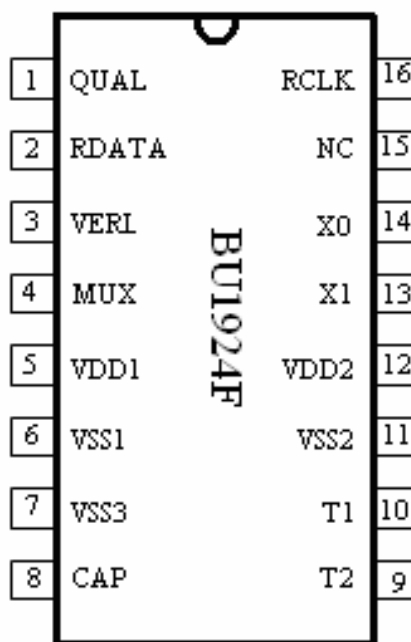 1 QUAL RCLK 16
2 RDATA NC 15
3 VERL X0 14
4 MUX X1 13
5 VDD1 VDD2 12
6 VSS1 VSS2 11
7 VSS3 T1 10
8 CAP T2 9
BU1924F